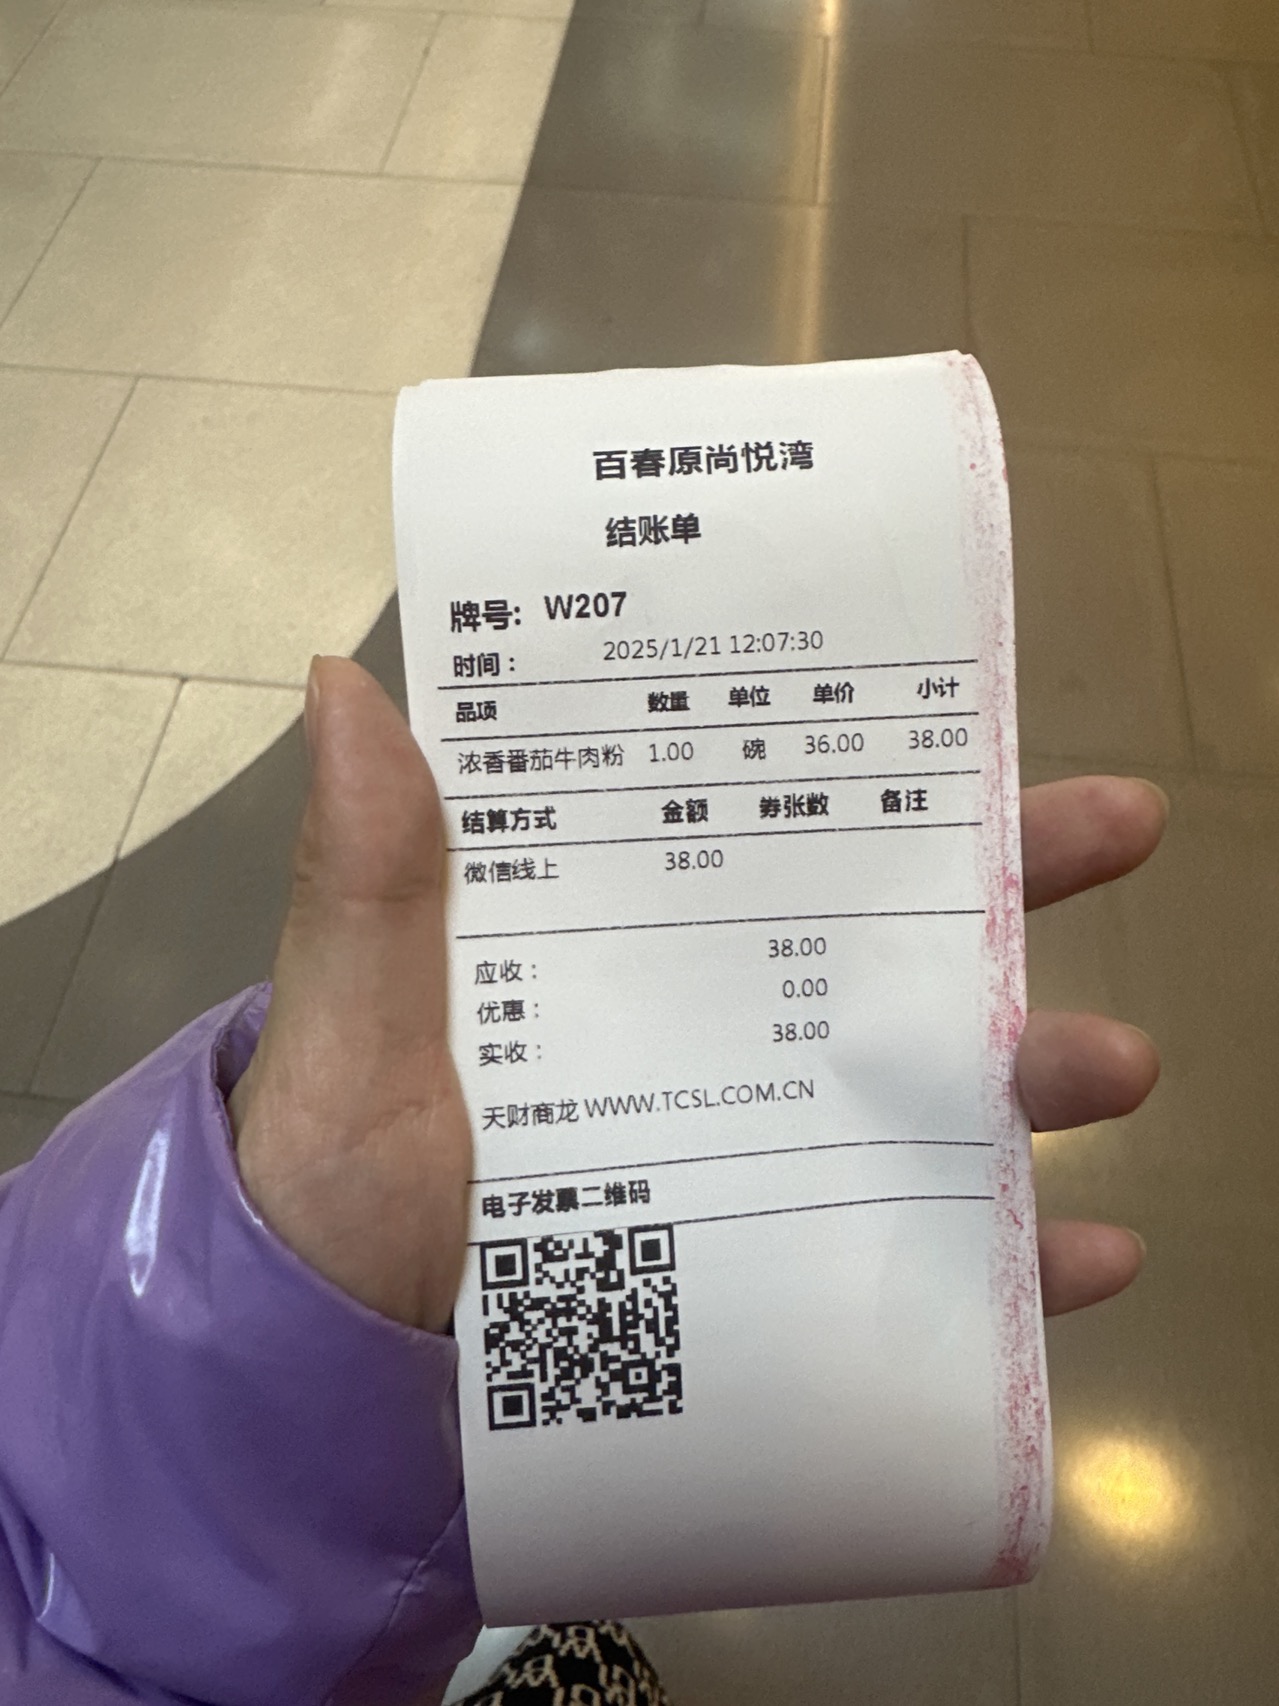 百春原尚悦湾
结账单
牌号: W207
时间: 2025/1/21 12:07:30
品项 数量 单位 单价 小计
浓香番茄牛肉粉 1.00 碗 36.00 38.00
结算方式 金额 券张数 备注
微信线上 38.00
应收: 38.00
优惠: 0.00
实收: 38.00
天财商龙 WWW.TCSL.COM.CN
电子发票二维码